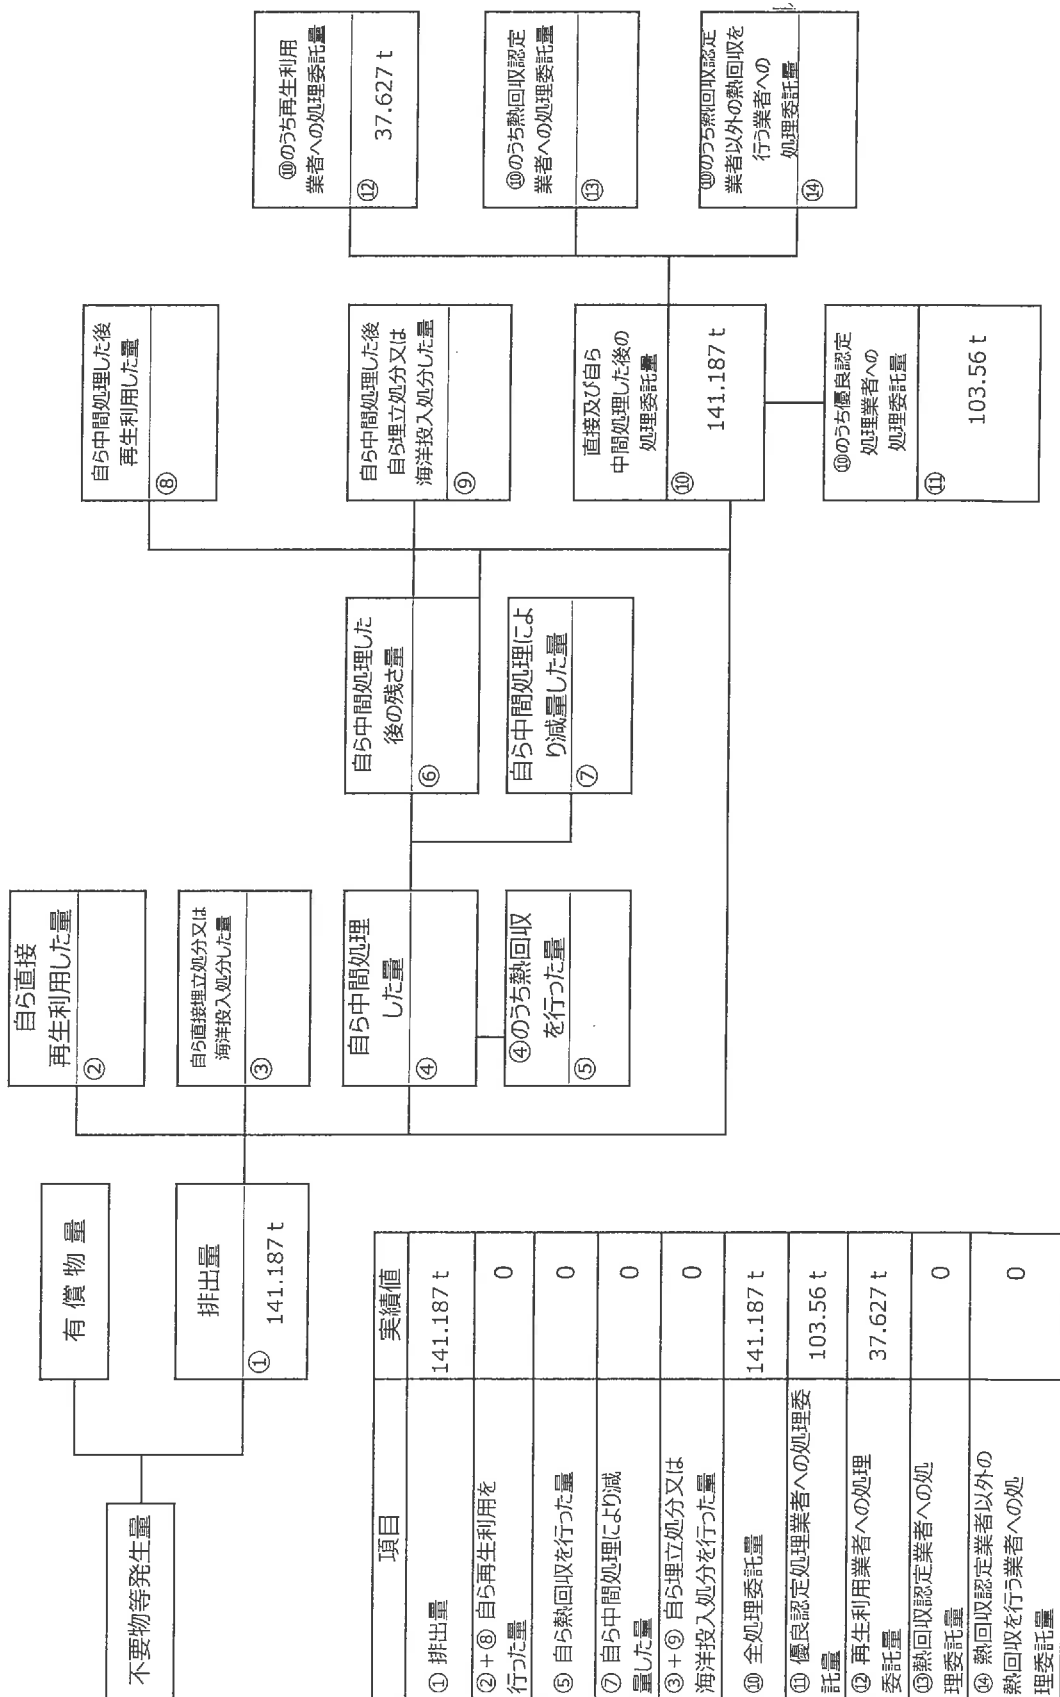 不要物等発生量
有償物量
排出量
①
141.187 t
自ら直接
再生利用した量
②
自ら直接埋立処分又は
海洋投入処分した量
③
自ら中間処理
した量
④
④のうち熱回収
を行った量
⑤
自ら中間処理した
後の残さ量
⑥
自ら中間処理によ
り減量した量
⑦
自ら中間処理した後
再生利用した量
⑧
自ら中間処理した後
自ら埋立処分又は
海洋投入処分した量
⑨
直接及び自ら
中間処理した後の
処理委託量
⑩
141.187 t
⑩のうち優良認定
処理業者への
処理委託量
⑪
103.56 t
⑩のうち再生利用
業者への処理委託量
⑫
37.627 t
⑩のうち熱回収認定
業者への処理委託量
⑬
⑩のうち熱回収認定
業者以外の熱回収を
行う業者への
処理委託量
⑭
項目
実績値
① 排出量
141.187 t
②+⑧ 自ら再生利用を
行った量
0
⑤ 自ら熱回収を行った量
0
⑦ 自ら中間処理により減
量した量
0
③+⑨ 自ら埋立処分又は
海洋投入処分を行った量
0
⑩ 全処理委託量
141.187 t
⑪ 優良認定処理業者への処理委
託量
103.56 t
⑫ 再生利用業者への処理
委託量
37.627 t
⑬熱回収認定業者への処
理委託量
0
⑭ 熱回収認定業者以外の
熱回収を行う業者への処
理委託量
0